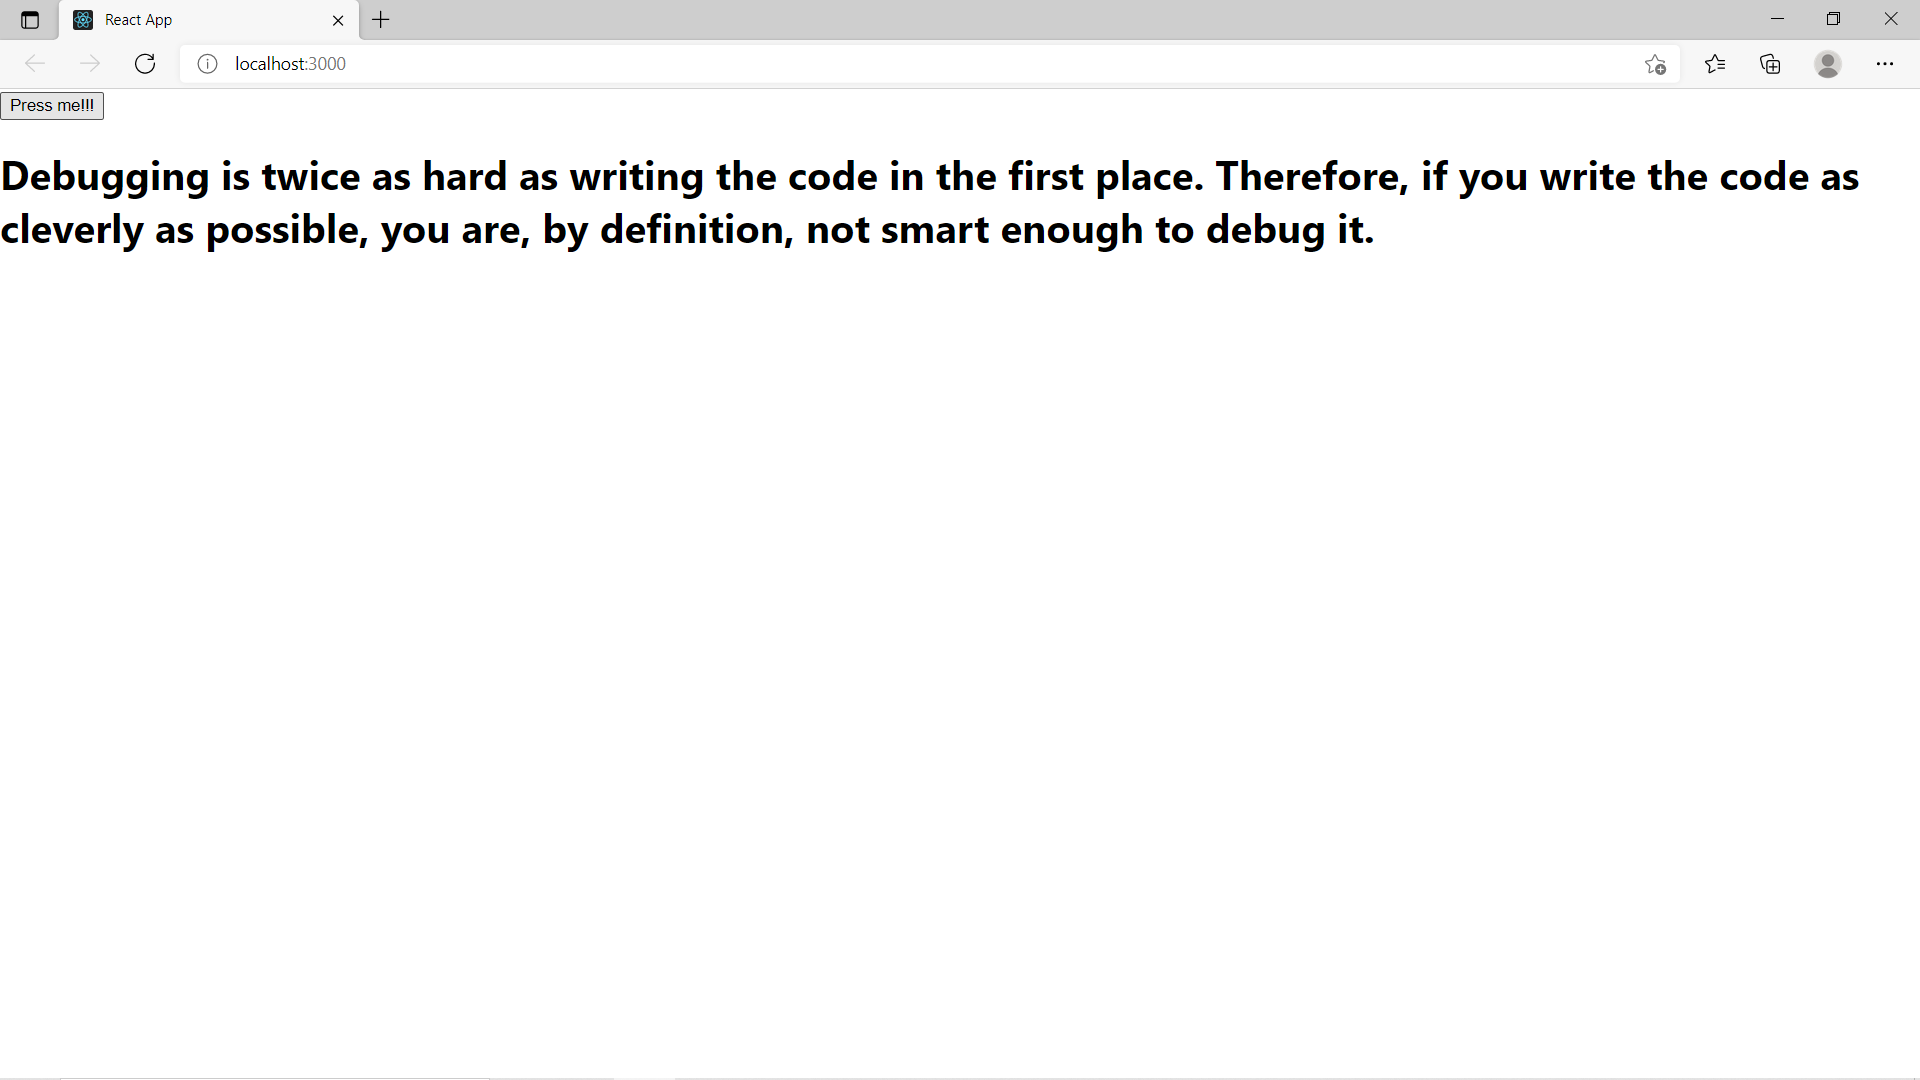 React App
localhost:3000
Press me!!!
Debugging is twice as hard as writing the code in the first place. Therefore, if you write the code as
cleverly as possible, you are, by definition, not smart enough to debug it.